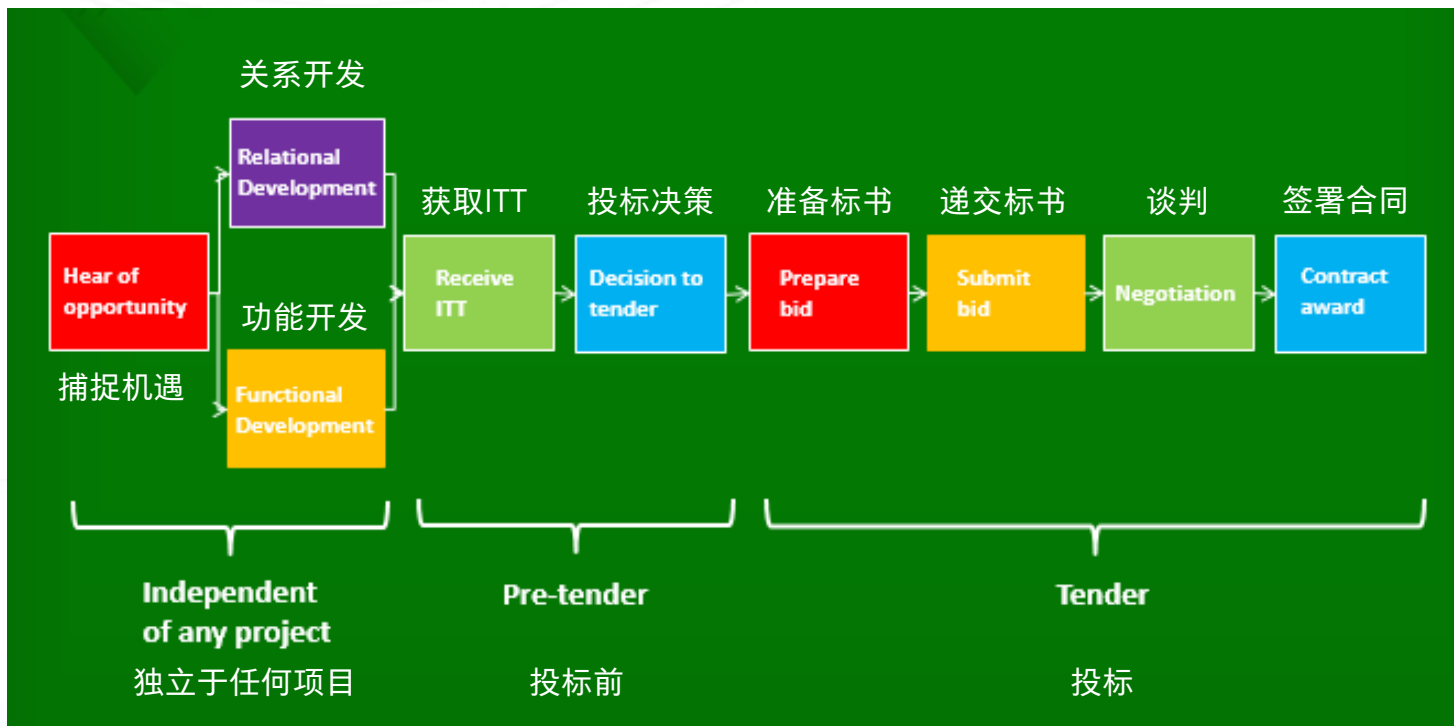 关系开发
Relational
Development
获取ITT
投标决策
准备标书
递交标书
谈判
签署合同
Hear of
opportunity
Receive
ITT
Decision to
tender
Prepare
bid
Submit
bid
Negotiation
Contract
award
功能开发
捕捉机遇
Functional
Development
Independent
of any project
Pre-tender
Tender
独立于任何项目
投标前
投标